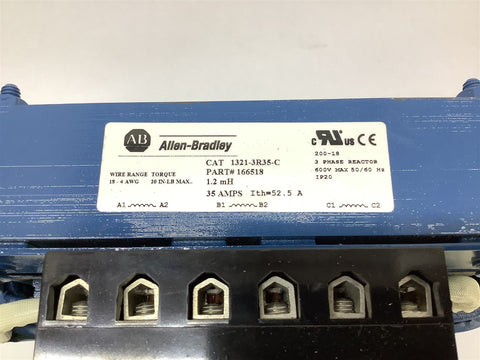 AB
Allen-Bradley
c RU US CE
CAT 1321-3R35-C
PART# 166518
1.2 mH
35 AMPS Ith=52.5 A
WIRE RANGE TORQUE
18 - 4 AWG 20 IN-LB MAX.
200-18
3 PHASE REACTOR
600V MAX 50/60 Hz
IP20
A1 A2 B1 B2 C1 C2